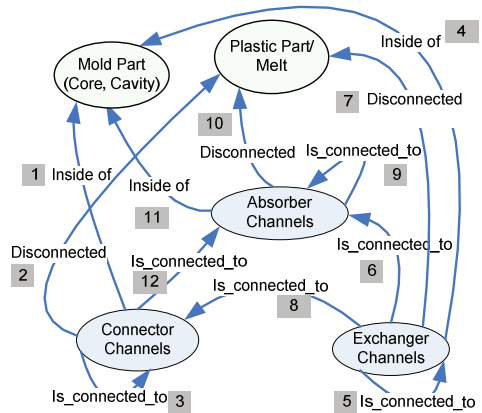 4
Inside of
Plastic Part/
Melt
Mold Part
(Core, Cavity)
7
Disconnected
10
Disconnected
Is_connected_to
9
1
Inside of
Inside of
11
Absorber
Channels
Disconnected
2
Is_connected_to
12
Is_connected_to
6
Is_connected_to
8
Connector
Channels
Exchanger
Channels
Is_connected_to
3
5
Is_connected_to